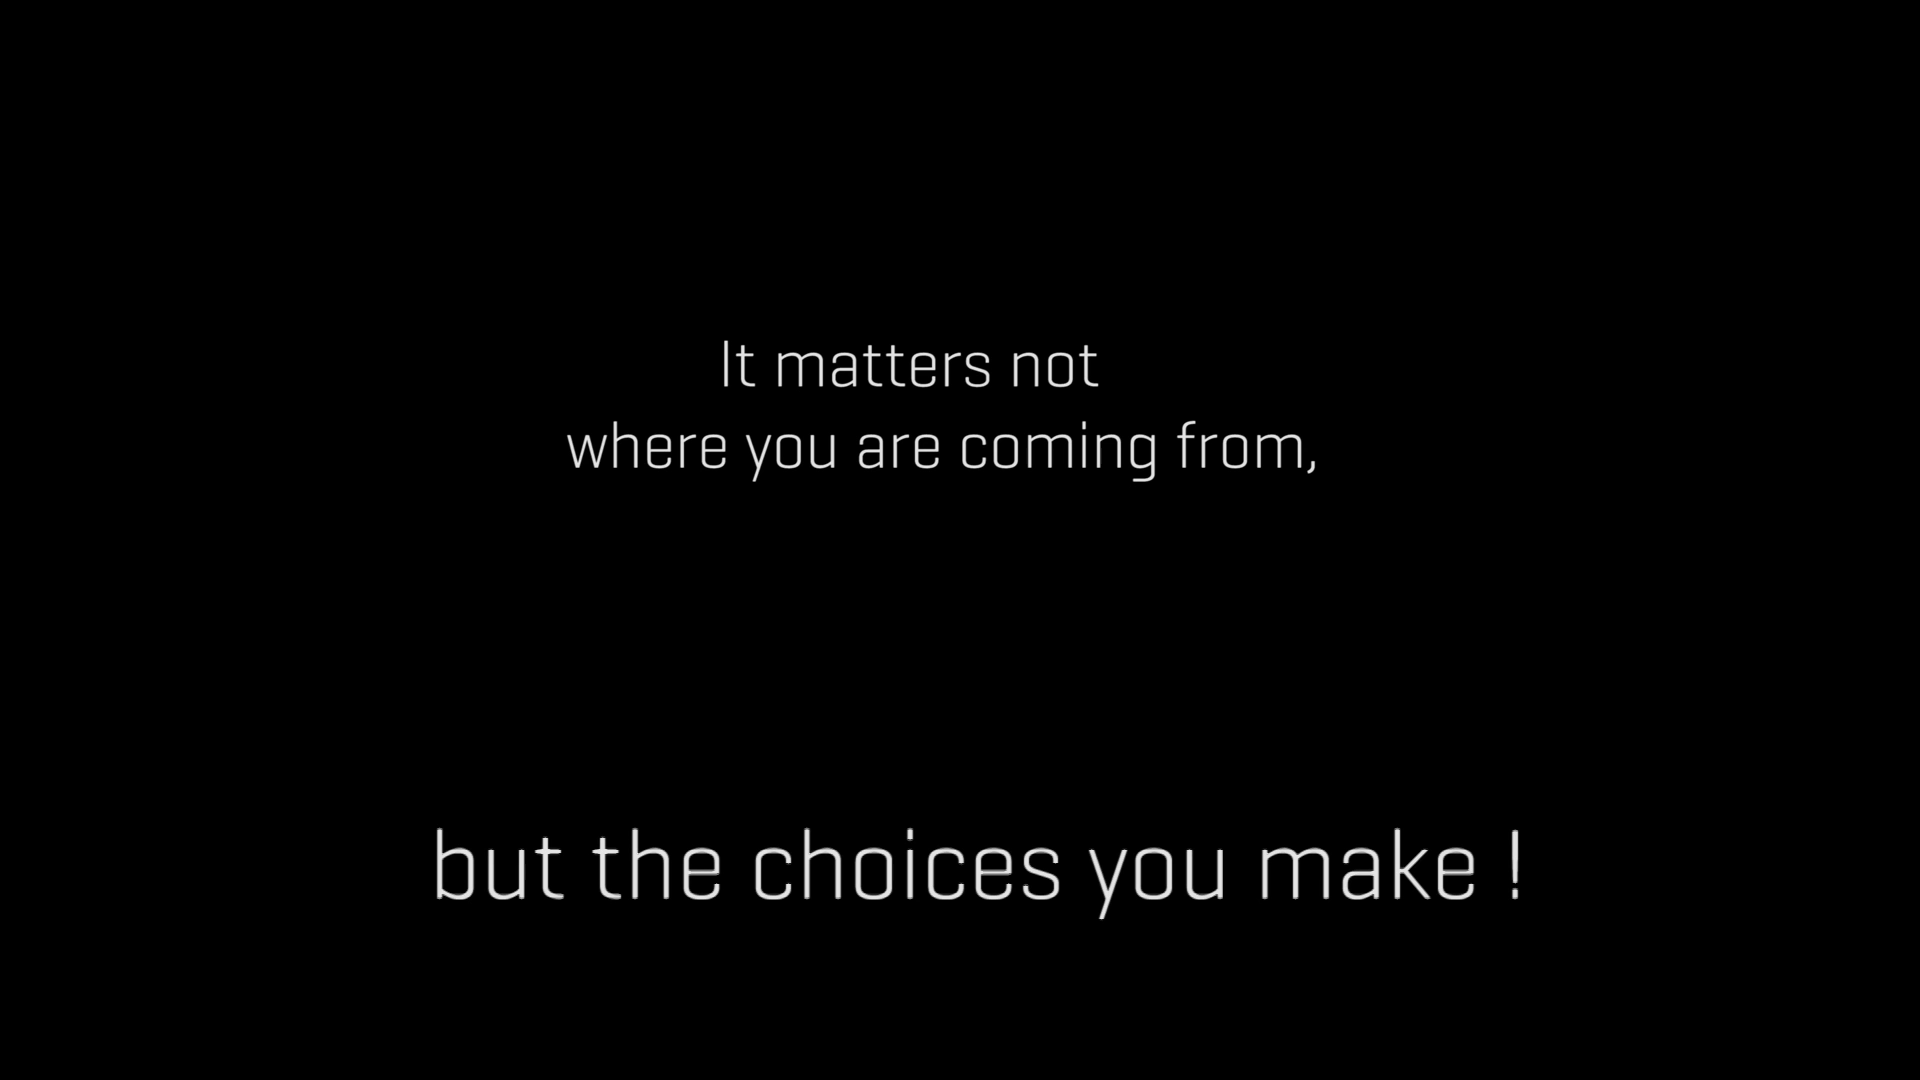 It matters not
where you are coming from,
but the choices you make !